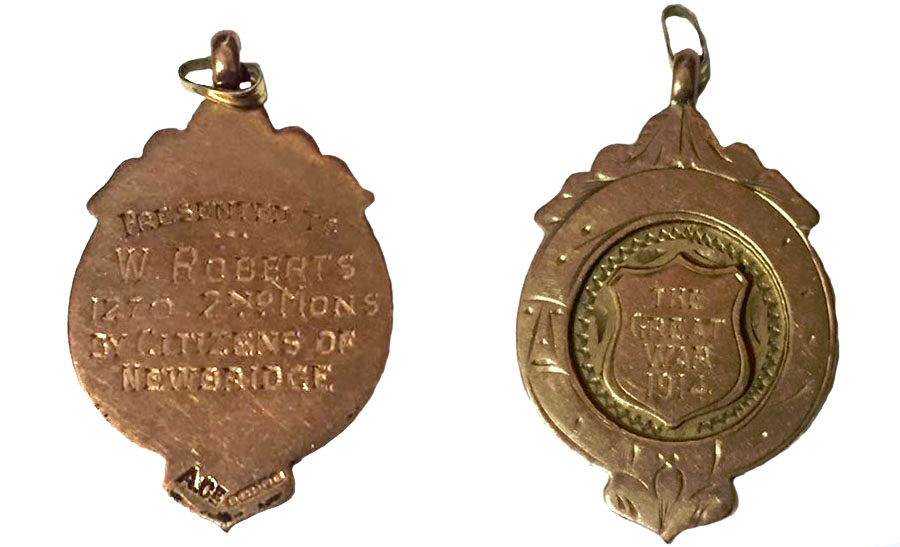 PRESENTED TO
W. ROBERTS
1270. 2ND MONS
BY CITIZENS OF
NEWBRIDGE
THE
GREAT
WAR
1914